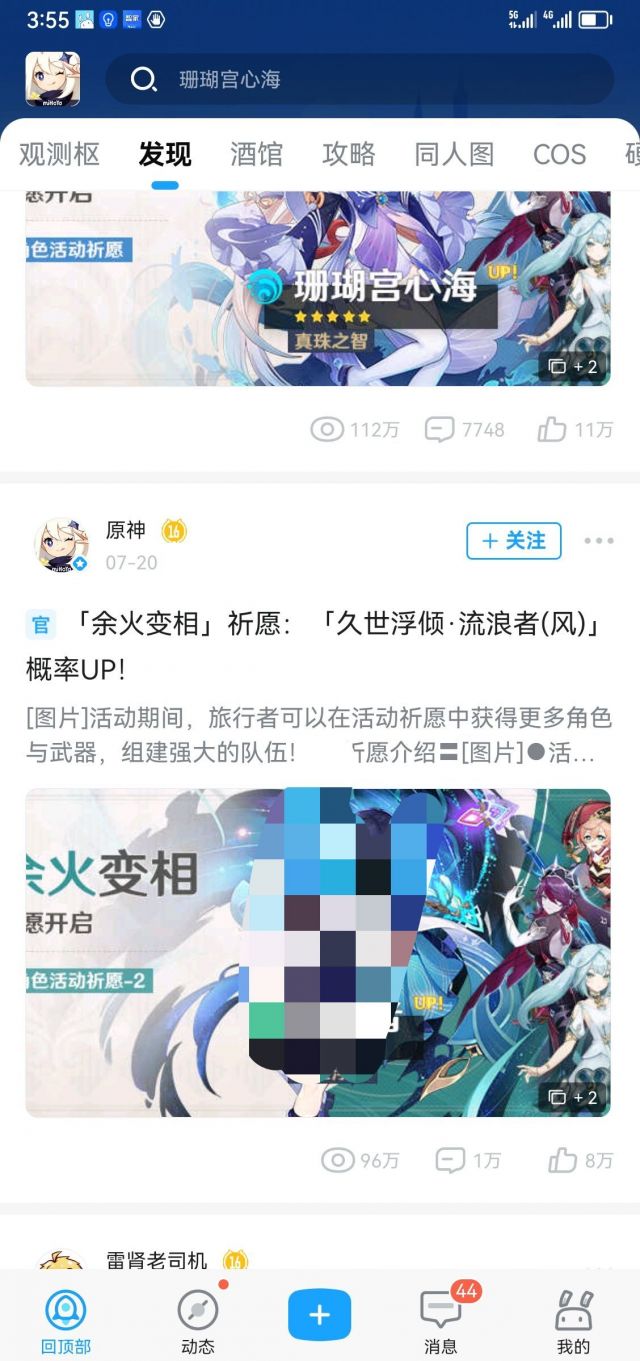 3:55
5G
4G
miHoYo
珊瑚宫心海
观测枢 发现 酒馆 攻略 同人图 COS
愿开启
角色活动祈愿
珊瑚宫心海
UP!
真珠之智
+2
112万 7748 11万
原神 16
miHoYo
07-20
+ 关注
官 「余火变相」祈愿：「久世浮倾·流浪者(风)」
概率UP！
[图片]活动期间，旅行者可以在活动祈愿中获得更多角色
与武器，组建强大的队伍！ 愿介绍〓[图片]●活...
余火变相
愿开启
角色活动祈愿-2
UP!
+2
96万 1万 8万
雷肾老司机 16
回顶部 动态 + 44 消息 我的